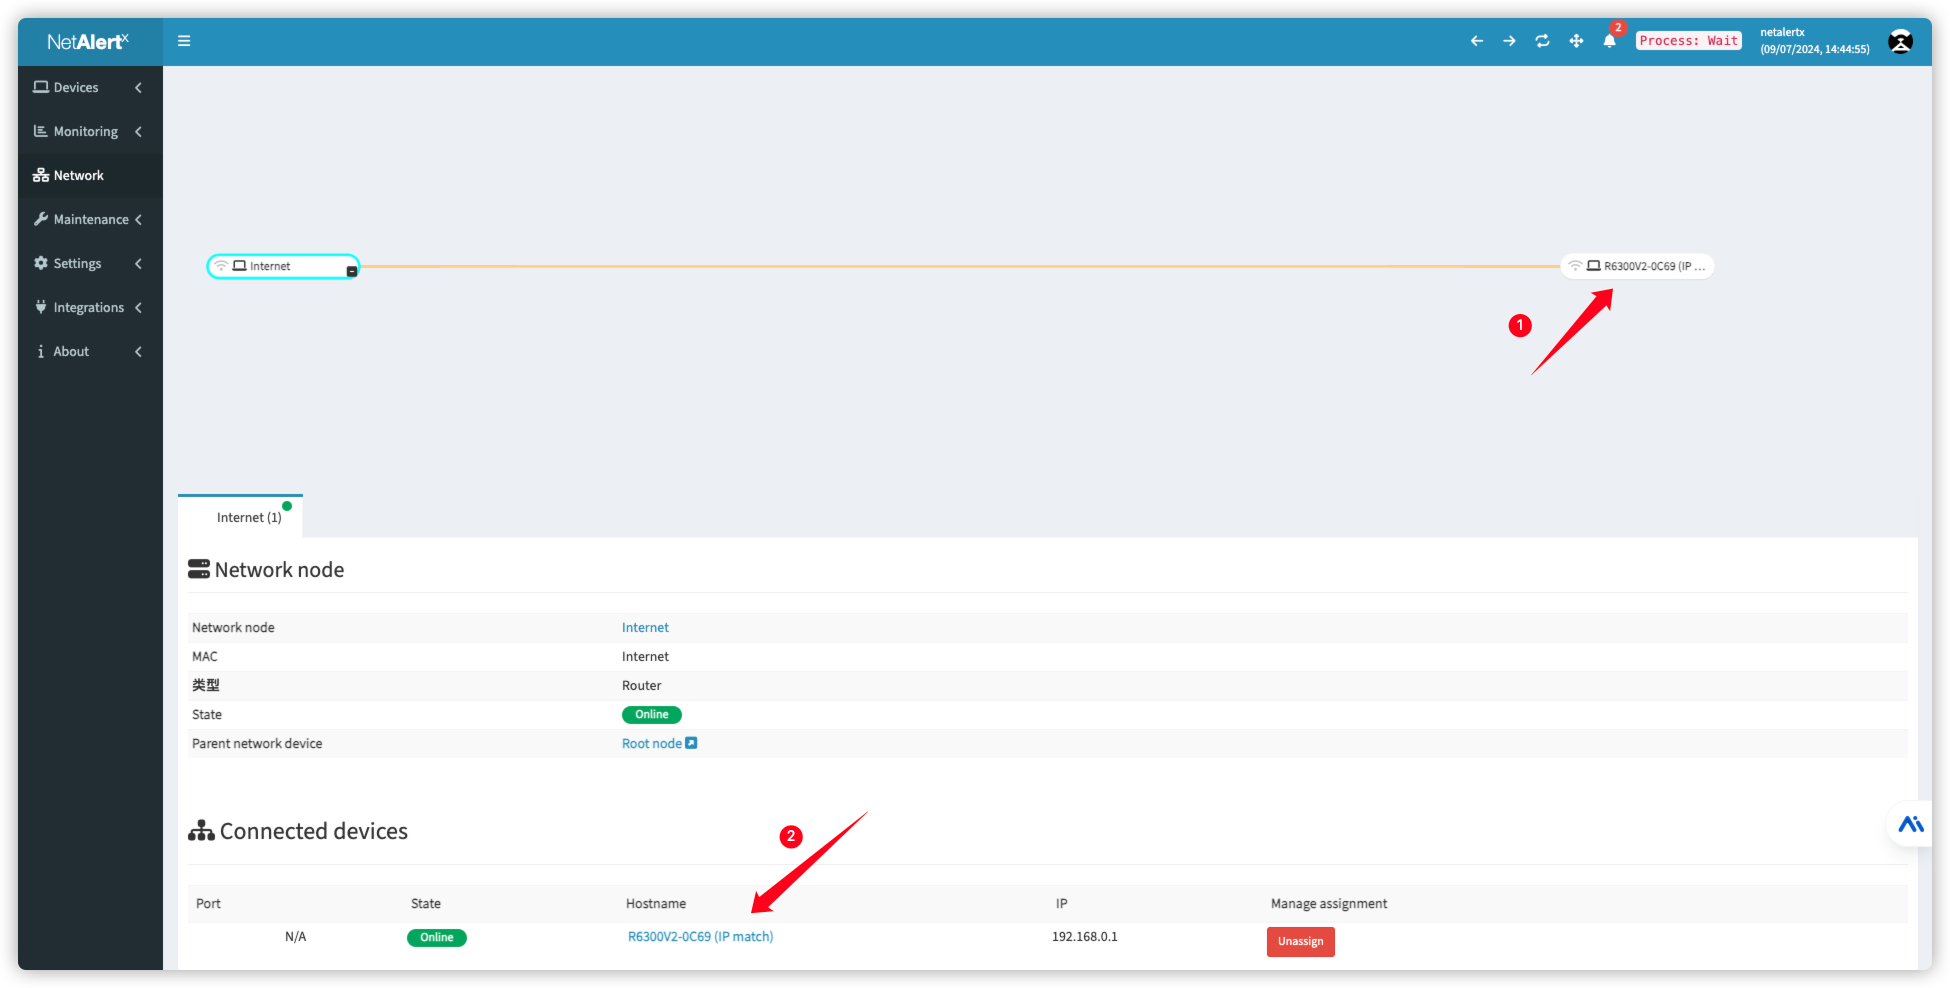 NetAlertx
2
Process: Wait
netalertx
(09/07/2024, 14:44:55)
Devices
Monitoring
Network
Maintenance
Settings
Integrations
About
Internet
R6300V2-0C69 (IP ...
1
Internet (1)
Network node
Network node Internet
MAC Internet
类型 Router
State Online
Parent network device Root node
Connected devices
2
Port State Hostname IP Manage assignment
N/A Online R6300V2-0C69 (IP match) 192.168.0.1 Unassign